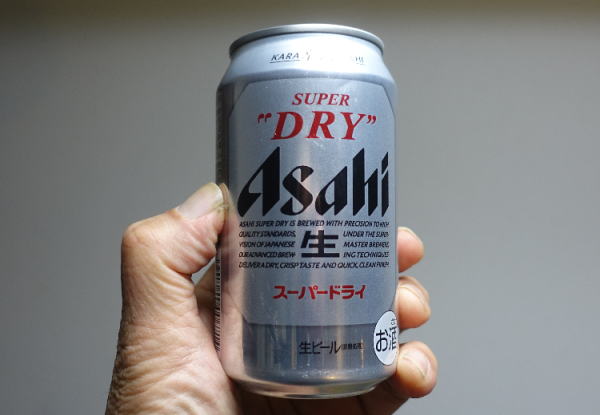 KARA
SUPER
"DRY"
Asahi
ASAHI SUPER DRY IS BREWED WITH PRECISION TO HIGH
QUALITY STANDARDS, UNDER THE SUPER-
VISION OF JAPANESE 生 MASTER BREWERS,
OUR ADVANCED BREW- ING TECHNIQUES
DELIVER A DRY, CRISP TASTE AND QUICK, CLEAN FINISH
スーパードライ
生ビール
お酒